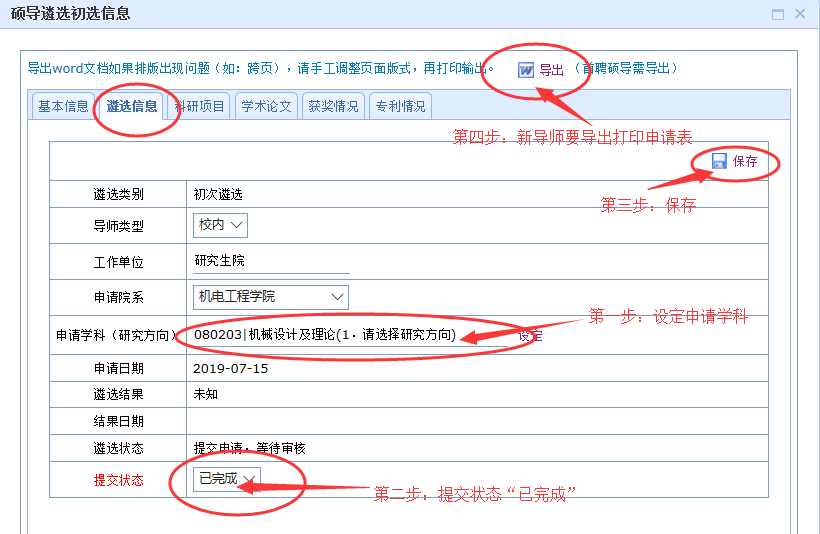 硕导遴选初选信息
导出word文档如果排版出现问题（如：跨页），请手工调整页面版式，再打印输出。 导出 （首聘硕导需导出）
基本信息 遴选信息 科研项目 学术论文 获奖情况 专利情况
第四步：新导师要导出打印申请表
保存
第三步：保存
遴选类别 初次遴选
导师类型 校内
工作单位 研究生院
申请院系 机电工程学院
第一步：设定申请学科
申请学科（研究方向） 080203|机械设计及理论(1. 请选择研究方向) 设定
申请日期 2019-07-15
遴选结果 未知
结果日期
遴选状态 提交申请，等待审核
提交状态 已完成
第二步：提交状态“已完成”